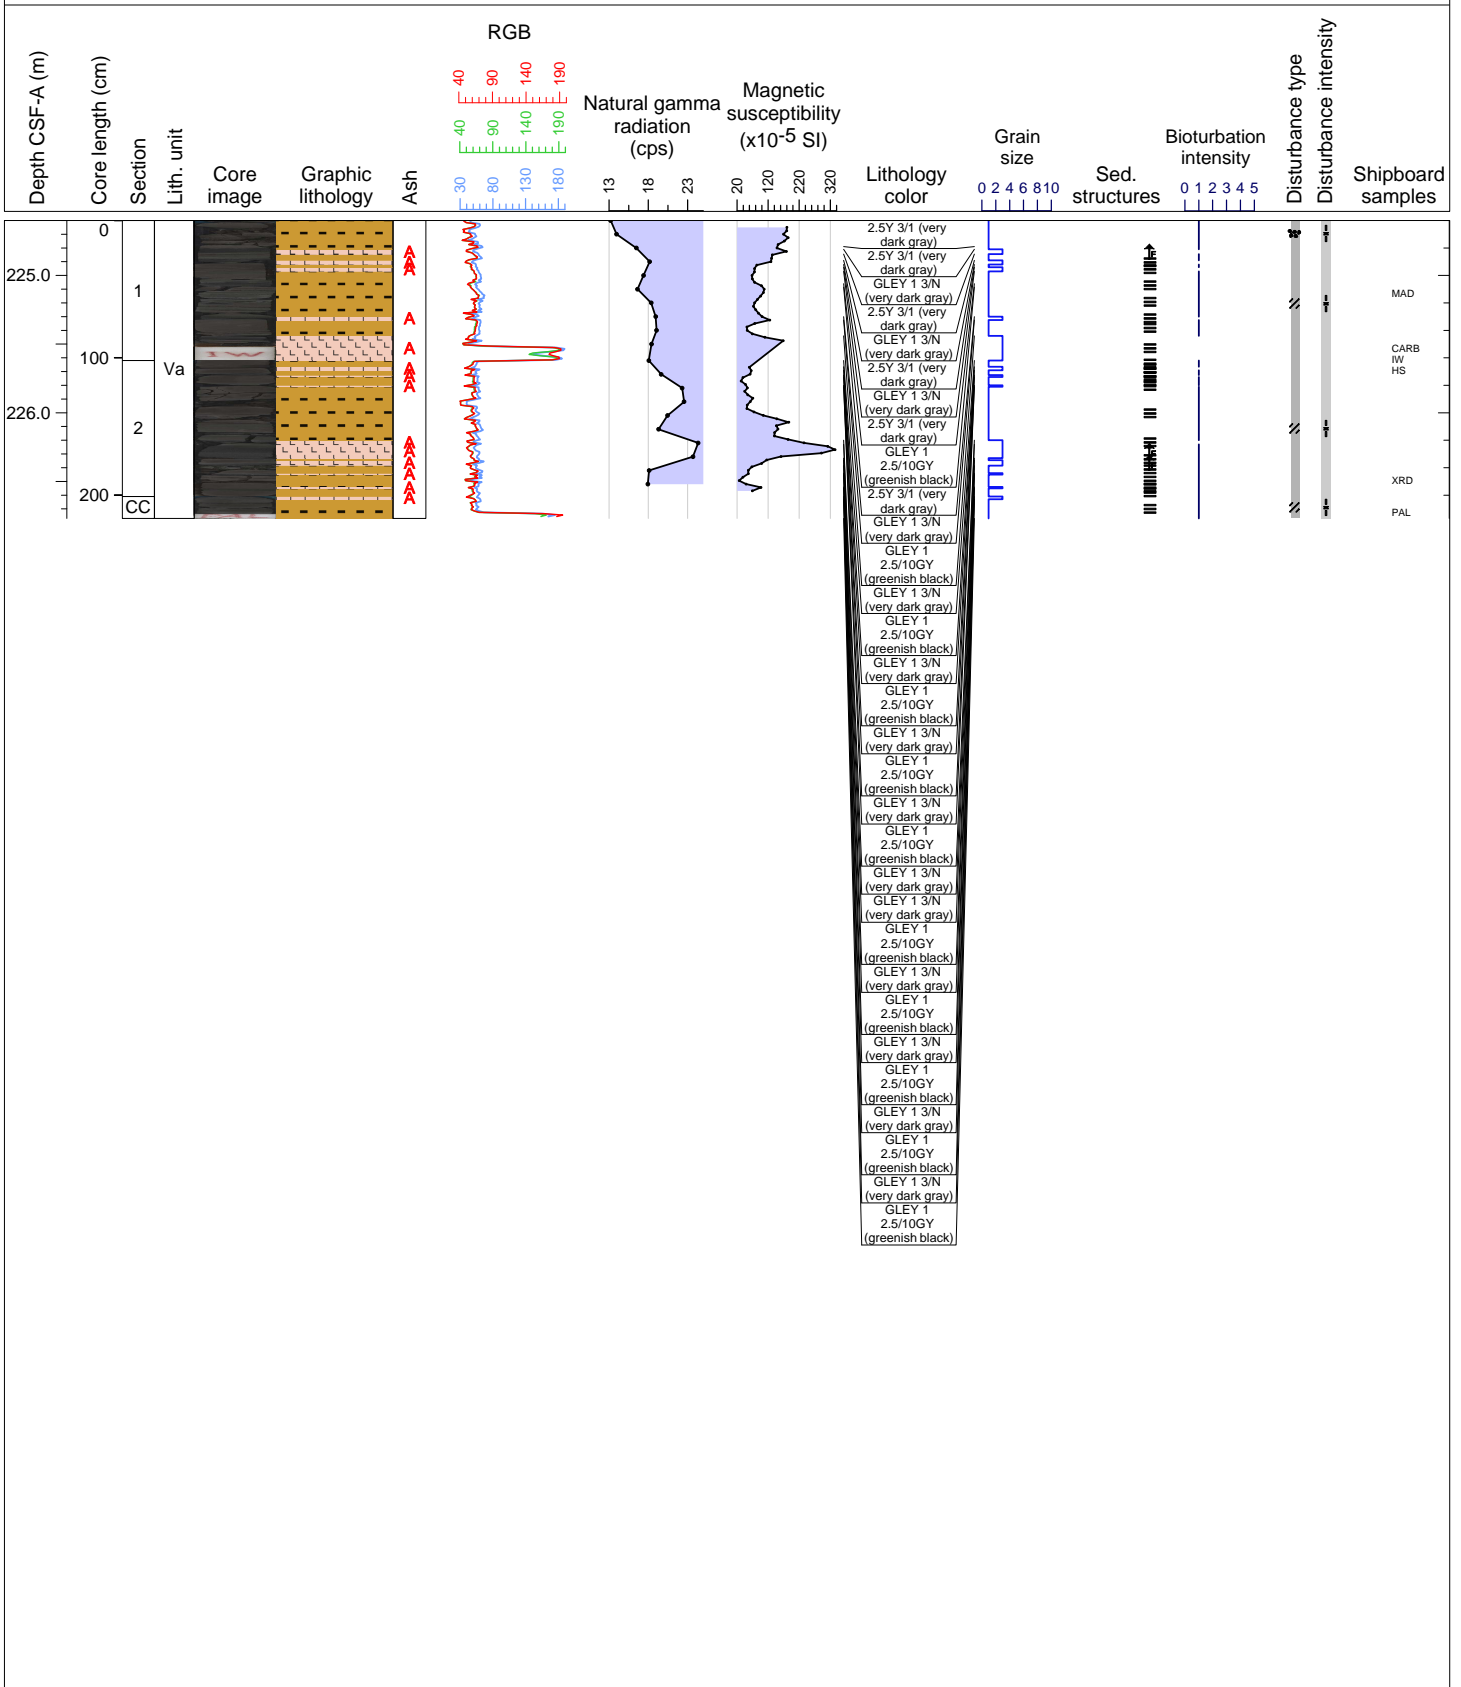 RGB
Depth CSF-A (m)
Core length (cm)
Section
Lith. unit
Core
image
Graphic
lithology
Ash
40 90 140 190
40 90 140 190
30 80 130 180
Natural gamma
radiation
(cps)
13 18 23
Magnetic
susceptibility
(x10-5 SI)
20 120 220 320
Lithology
color
Grain
size
0 2 4 6 8 10
Sed.
structures
Bioturbation
intensity
0 1 2 3 4 5
Disturbance type
Disturbance intensity
Shipboard
samples
225.0
226.0
0
100
200
1
2
CC
Va
1 W
A
A
A
A
A
A
A
A
A
A
A
A
A
A
2.5Y 3/1 (very
dark gray)
2.5Y 3/1 (very
dark gray)
GLEY 1 3/N
(very dark gray)
2.5Y 3/1 (very
dark gray)
GLEY 1 3/N
(very dark gray)
2.5Y 3/1 (very
dark gray)
GLEY 1 3/N
(very dark gray)
2.5Y 3/1 (very
dark gray)
GLEY 1
2.5/10GY
(greenish black)
2.5Y 3/1 (very
dark gray)
GLEY 1 3/N
(very dark gray)
GLEY 1
2.5/10GY
(greenish black)
GLEY 1 3/N
(very dark gray)
GLEY 1
2.5/10GY
(greenish black)
GLEY 1 3/N
(very dark gray)
GLEY 1
2.5/10GY
(greenish black)
GLEY 1 3/N
(very dark gray)
GLEY 1
2.5/10GY
(greenish black)
GLEY 1 3/N
(very dark gray)
GLEY 1
2.5/10GY
(greenish black)
GLEY 1 3/N
(very dark gray)
GLEY 1 3/N
(very dark gray)
GLEY 1
2.5/10GY
(greenish black)
GLEY 1 3/N
(very dark gray)
GLEY 1
2.5/10GY
(greenish black)
GLEY 1 3/N
(very dark gray)
GLEY 1
2.5/10GY
(greenish black)
GLEY 1 3/N
(very dark gray)
GLEY 1
2.5/10GY
(greenish black)
GLEY 1 3/N
(very dark gray)
GLEY 1
2.5/10GY
(greenish black)
MAD
CARB
IW
HS
XRD
PAL